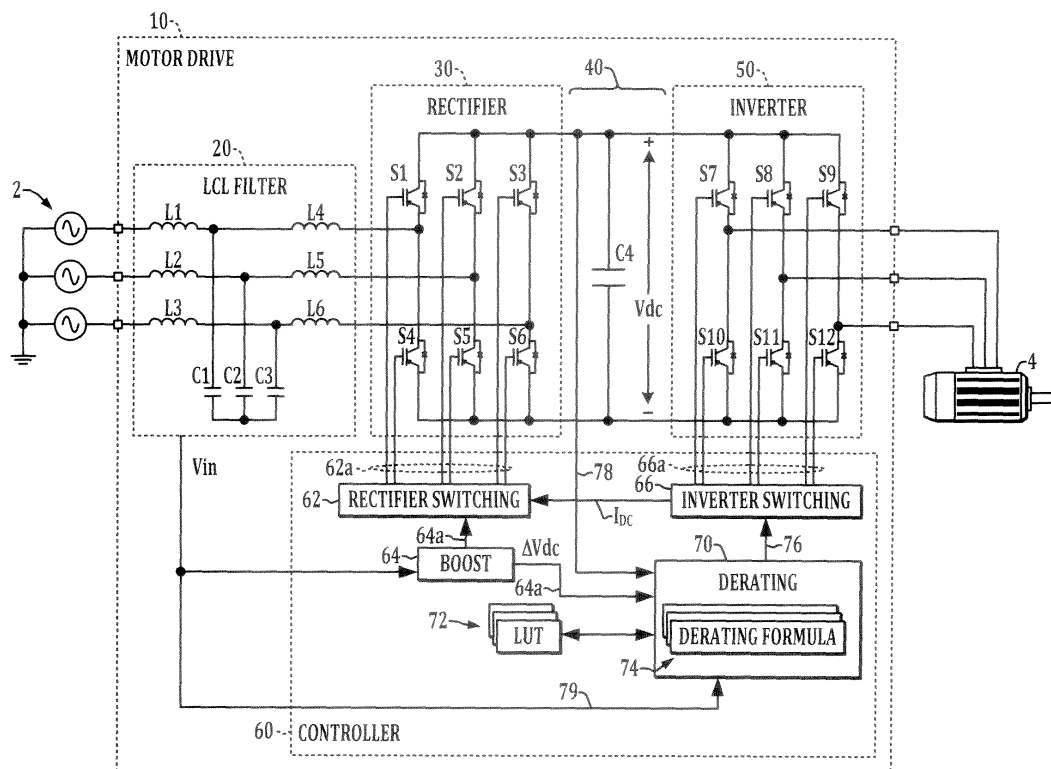 10
MOTOR DRIVE
30
RECTIFIER
40
50
INVERTER
20
LCL FILTER
2
S1
S2
S3
S7
S8
S9
+
L1
L4
L2
L5
L3
L6
C4
Vdc
S4
S5
S6
S10
S11
S12
C1
C2
C3
−
4
Vin
62a
78
66a
62
RECTIFIER SWITCHING
66
INVERTER SWITCHING
IDC
64a
64
BOOST
ΔVdc
70
76
DERATING
64a
72
LUT
DERATING FORMULA
74
79
60
CONTROLLER